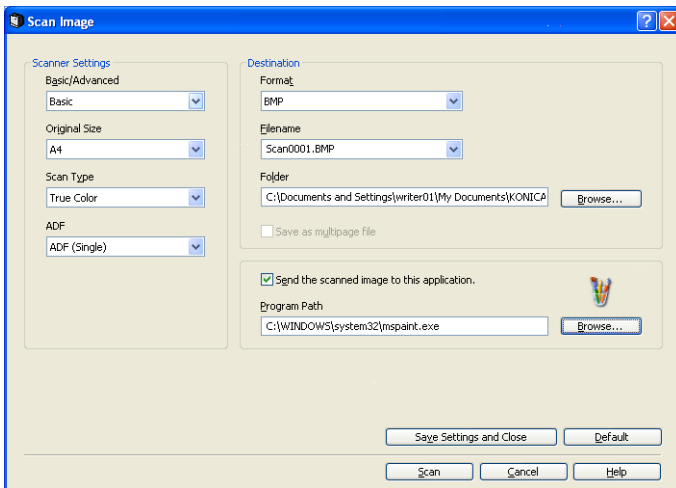 Scan Image
Scanner Settings
Basic/Advanced
Basic
Original Size
A4
Scan Type
True Color
ADF
ADF (Single)
Destination
Format
BMP
Filename
Scan0001.BMP
Folder
C:\Documents and Settings\writer01\My Documents\KONICA
Browse...
Save as multipage file
Send the scanned image to this application.
Program Path
C:\WINDOWS\system32\mspaint.exe
Browse...
Save Settings and Close
Default
Scan
Cancel
Help